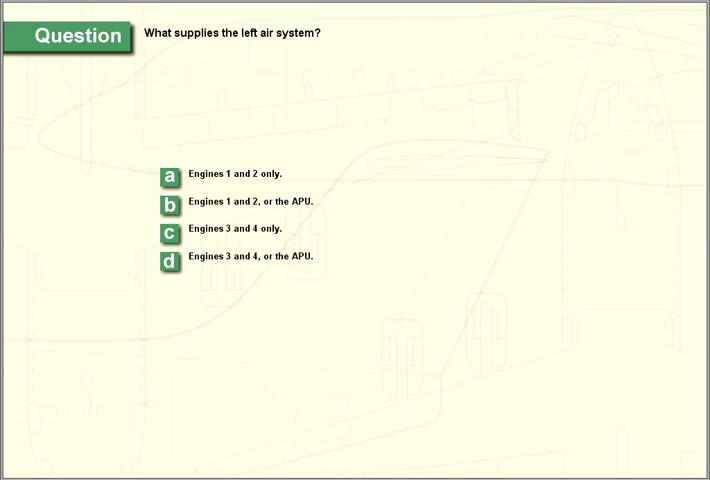 Question
What supplies the left air system?
a Engines 1 and 2 only.
b Engines 1 and 2, or the APU.
c Engines 3 and 4 only.
d Engines 3 and 4, or the APU.